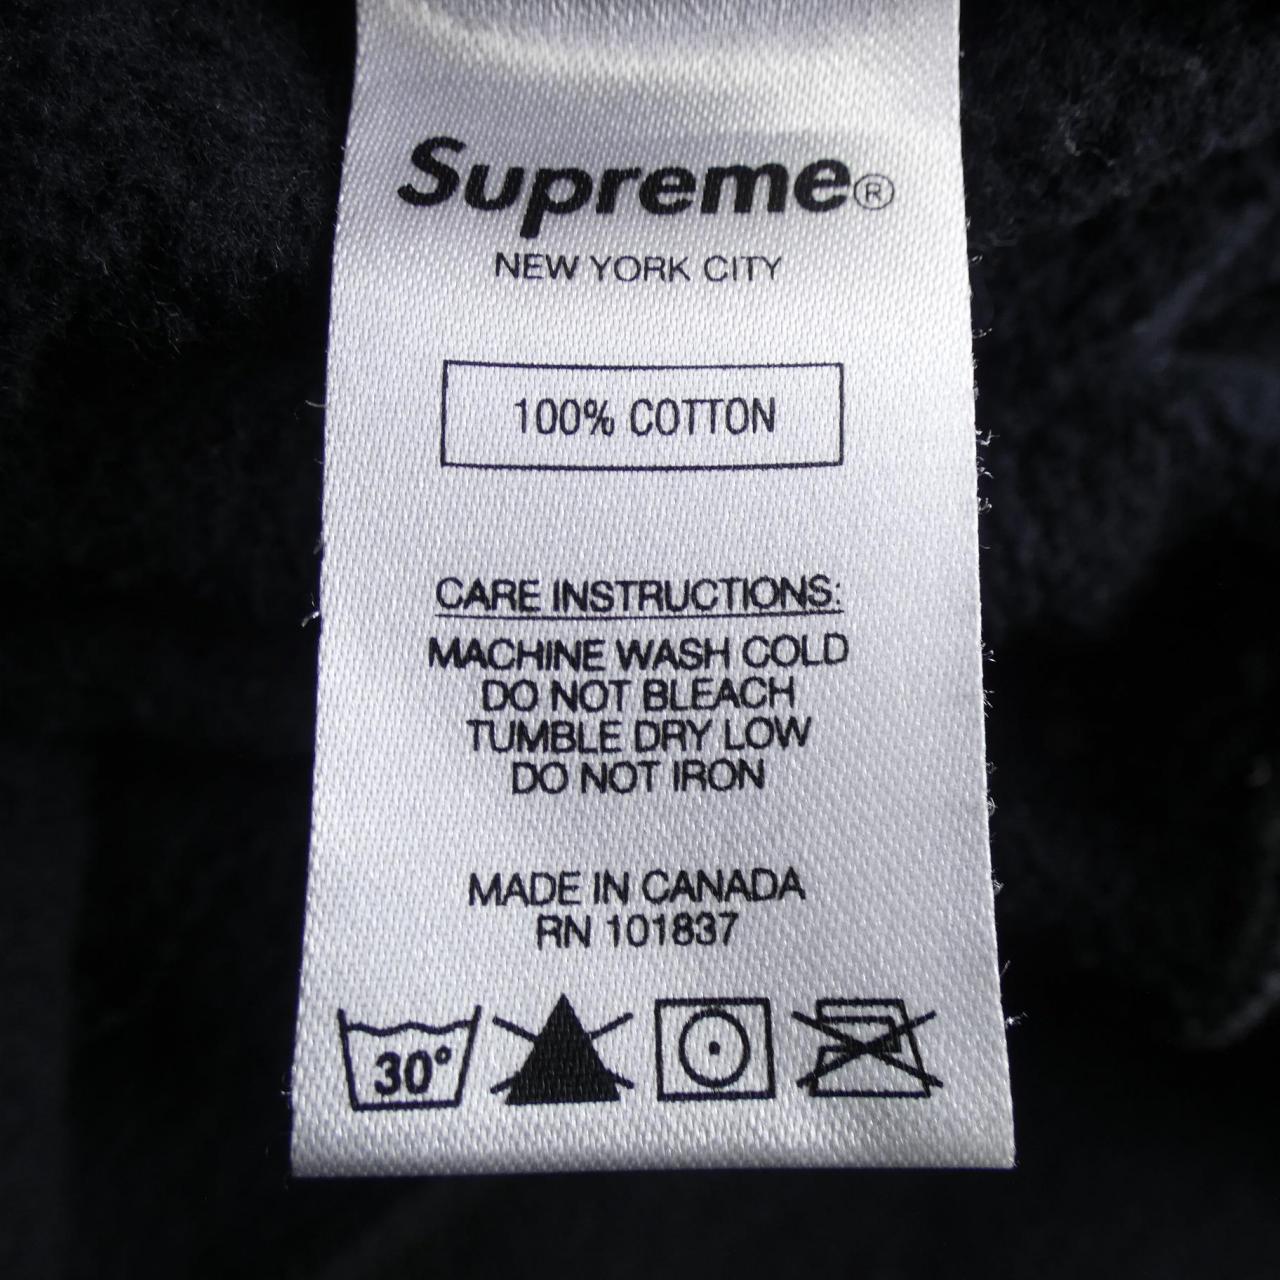 Supreme®
NEW YORK CITY
100% COTTON
CARE INSTRUCTIONS:
MACHINE WASH COLD
DO NOT BLEACH
TUMBLE DRY LOW
DO NOT IRON
MADE IN CANADA
RN 101837
30°